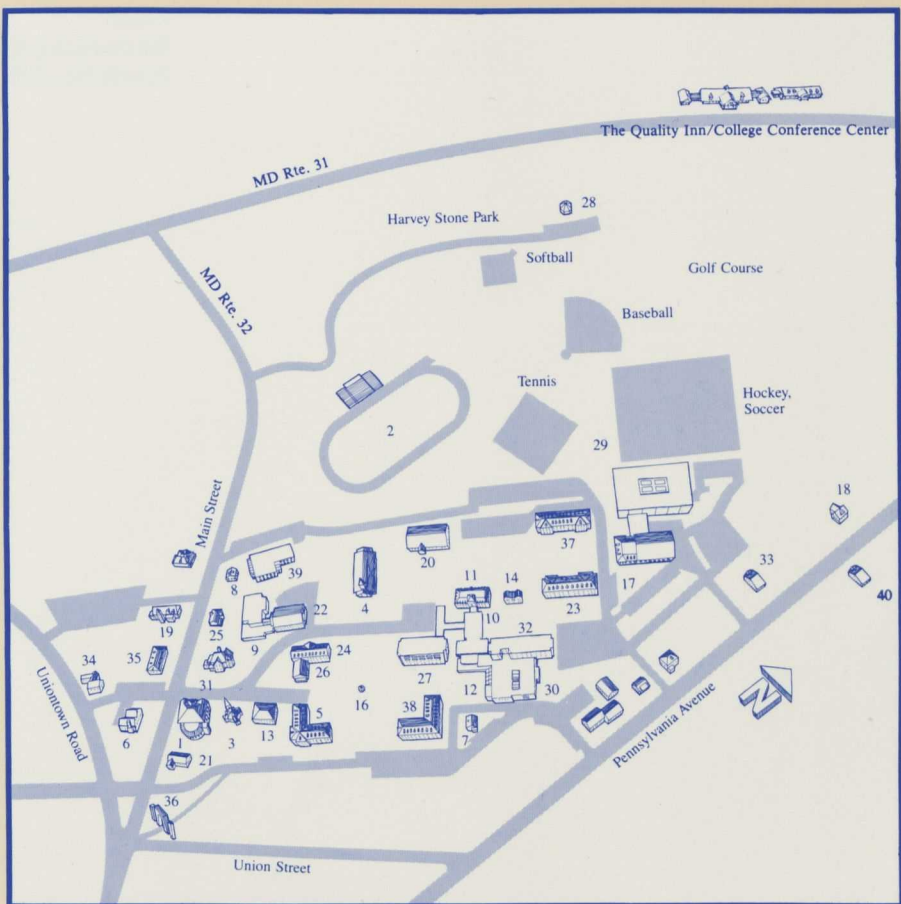 The Quality Inn/College Conference Center
MD Rte. 31
28
Harvey Stone Park
Softball
Golf Course
MD Rte. 32
Baseball
Tennis
Hockey,
Soccer
2
29
18
Main Street
37
20
33
39
11
14
17
40
8
4
23
22
10
19
25
32
9
24
35
34
26
27
12
30
31
16
Uniontown Road
38
5
7
6
1
3
13
N
Pennsylvania Avenue
21
36
Union Street